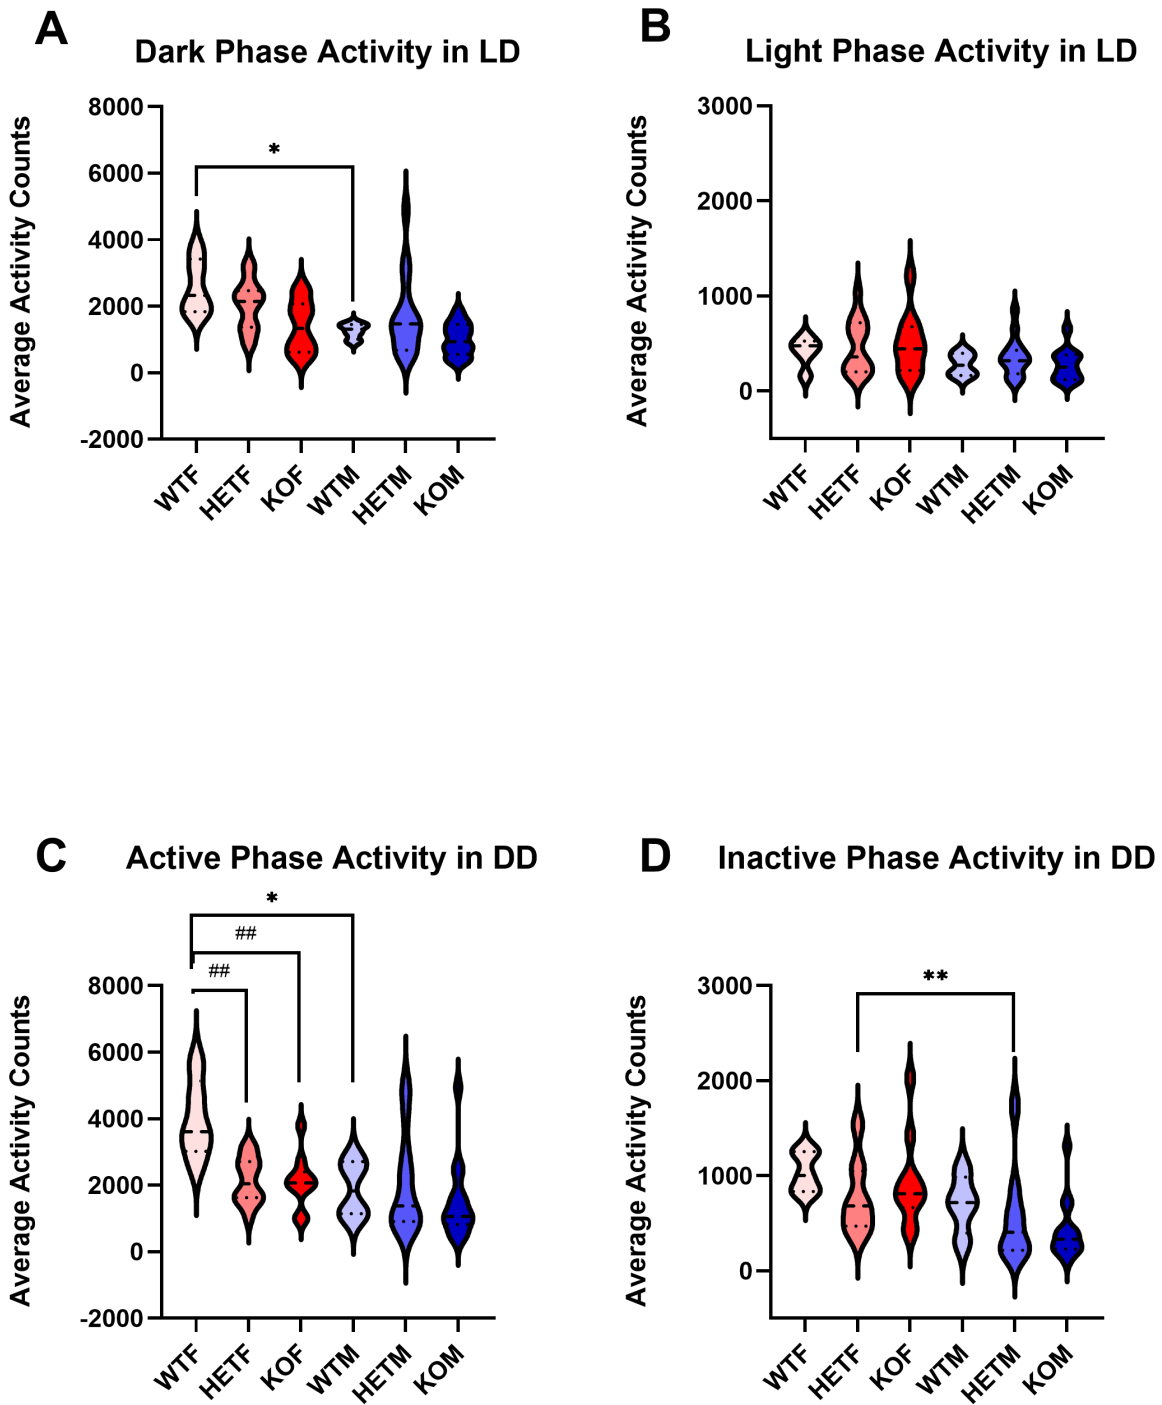 A
Dark Phase Activity in LD
Average Activity Counts
8000
6000
4000
2000
0
-2000
*
WTF
HETF
KOF
WTM
HETM
KOM
B
Light Phase Activity in LD
Average Activity Counts
3000
2000
1000
0
WTF
HETF
KOF
WTM
HETM
KOM
C
Active Phase Activity in DD
*
##
##
Average Activity Counts
8000
6000
4000
2000
0
-2000
WTF
HETF
KOF
WTM
HETM
KOM
D
Inactive Phase Activity in DD
**
Average Activity Counts
3000
2000
1000
0
WTF
HETF
KOF
WTM
HETM
KOM